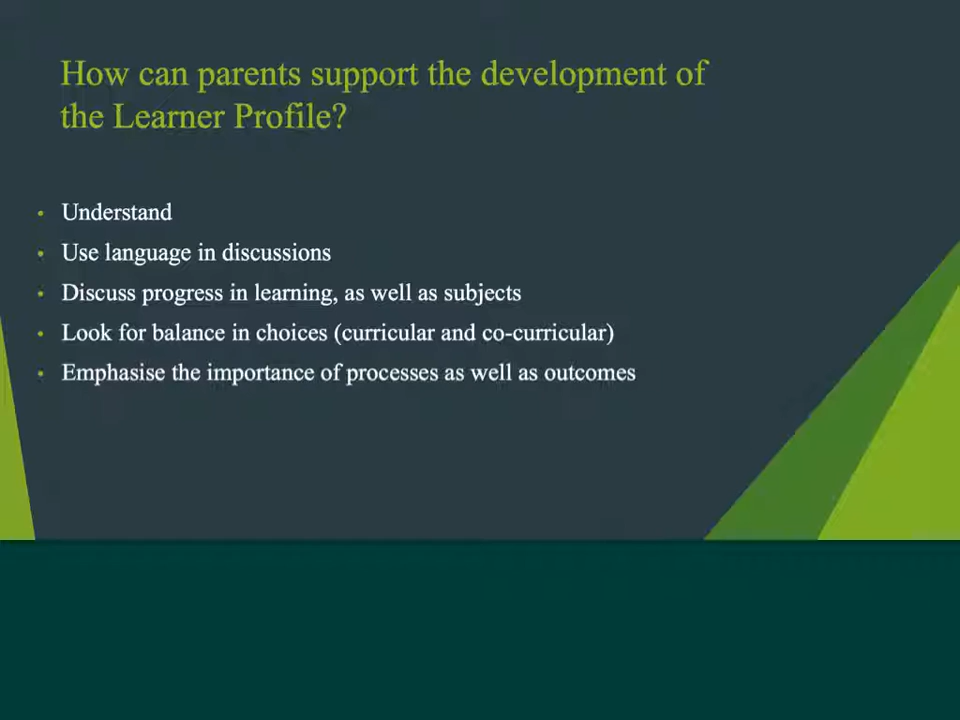 How can parents support the development of
the Learner Profile?
• Understand
• Use language in discussions
• Discuss progress in learning, as well as subjects
• Look for balance in choices (curricular and co-curricular)
• Emphasise the importance of processes as well as outcomes